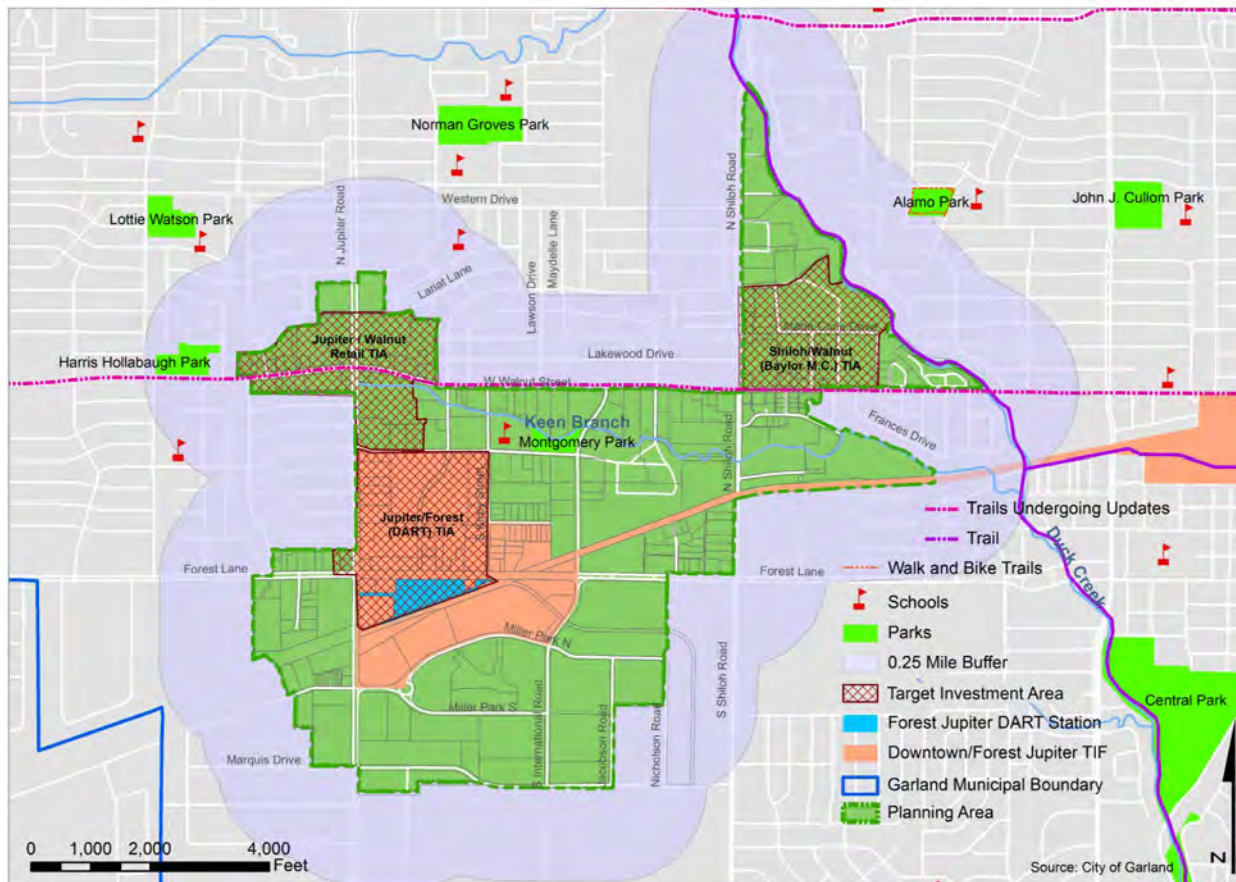 Norman Groves Park
Western Drive
N Jupiter Road
Lottie Watson Park
Maydelle Lane
Lawson Drive
Lariat Lane
N Shiloh Road
Alamo Park
John J. Cullom Park
Jupiter / Walnut
Retail TIA
Harris Hollabaugh Park
Lakewood Drive
Shiloh/Walnut
(Baylor M.C.) TIA
W Walnut Street
Keen Branch
Montgomery Park
N Shiloh Road
Frances Drive
Jupiter/Forest
(DART) TIA
Forest Lane
Forest Lane
Duck Creek
Miller Park N
Miller Park S
S International Road
Jacobson Road
Nicholson Road
S Shiloh Road
Marquis Drive
Central Park
Trails Undergoing Updates
Trail
Walk and Bike Trails
Schools
Parks
0.25 Mile Buffer
Target Investment Area
Forest Jupiter DART Station
Downtown/Forest Jupiter TIF
Garland Municipal Boundary
Planning Area
0 1,000 2,000 4,000
Feet
Source: City of Garland
N